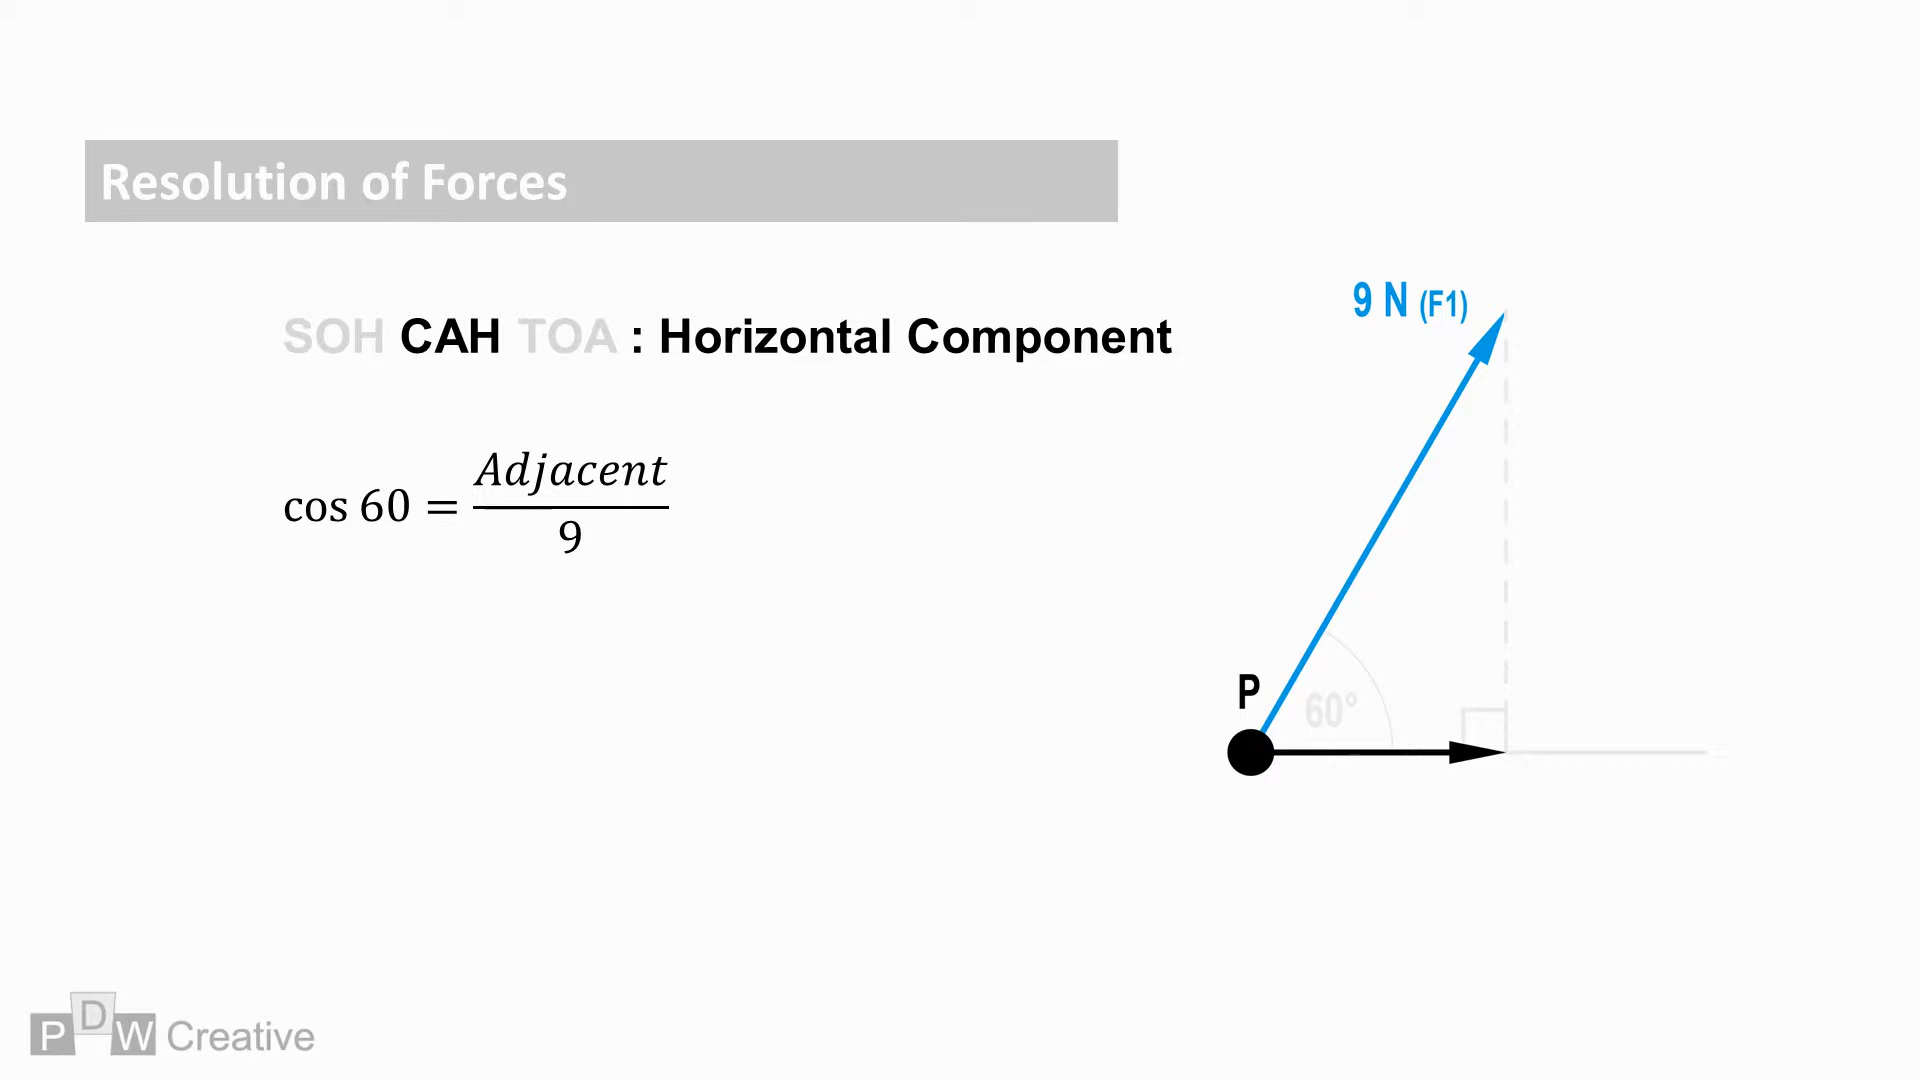 Resolution of Forces
SOH CAH TOA : Horizontal Component
9 N (F1)
cos 60 = Adjacent
9
P
60°
PDW Creative